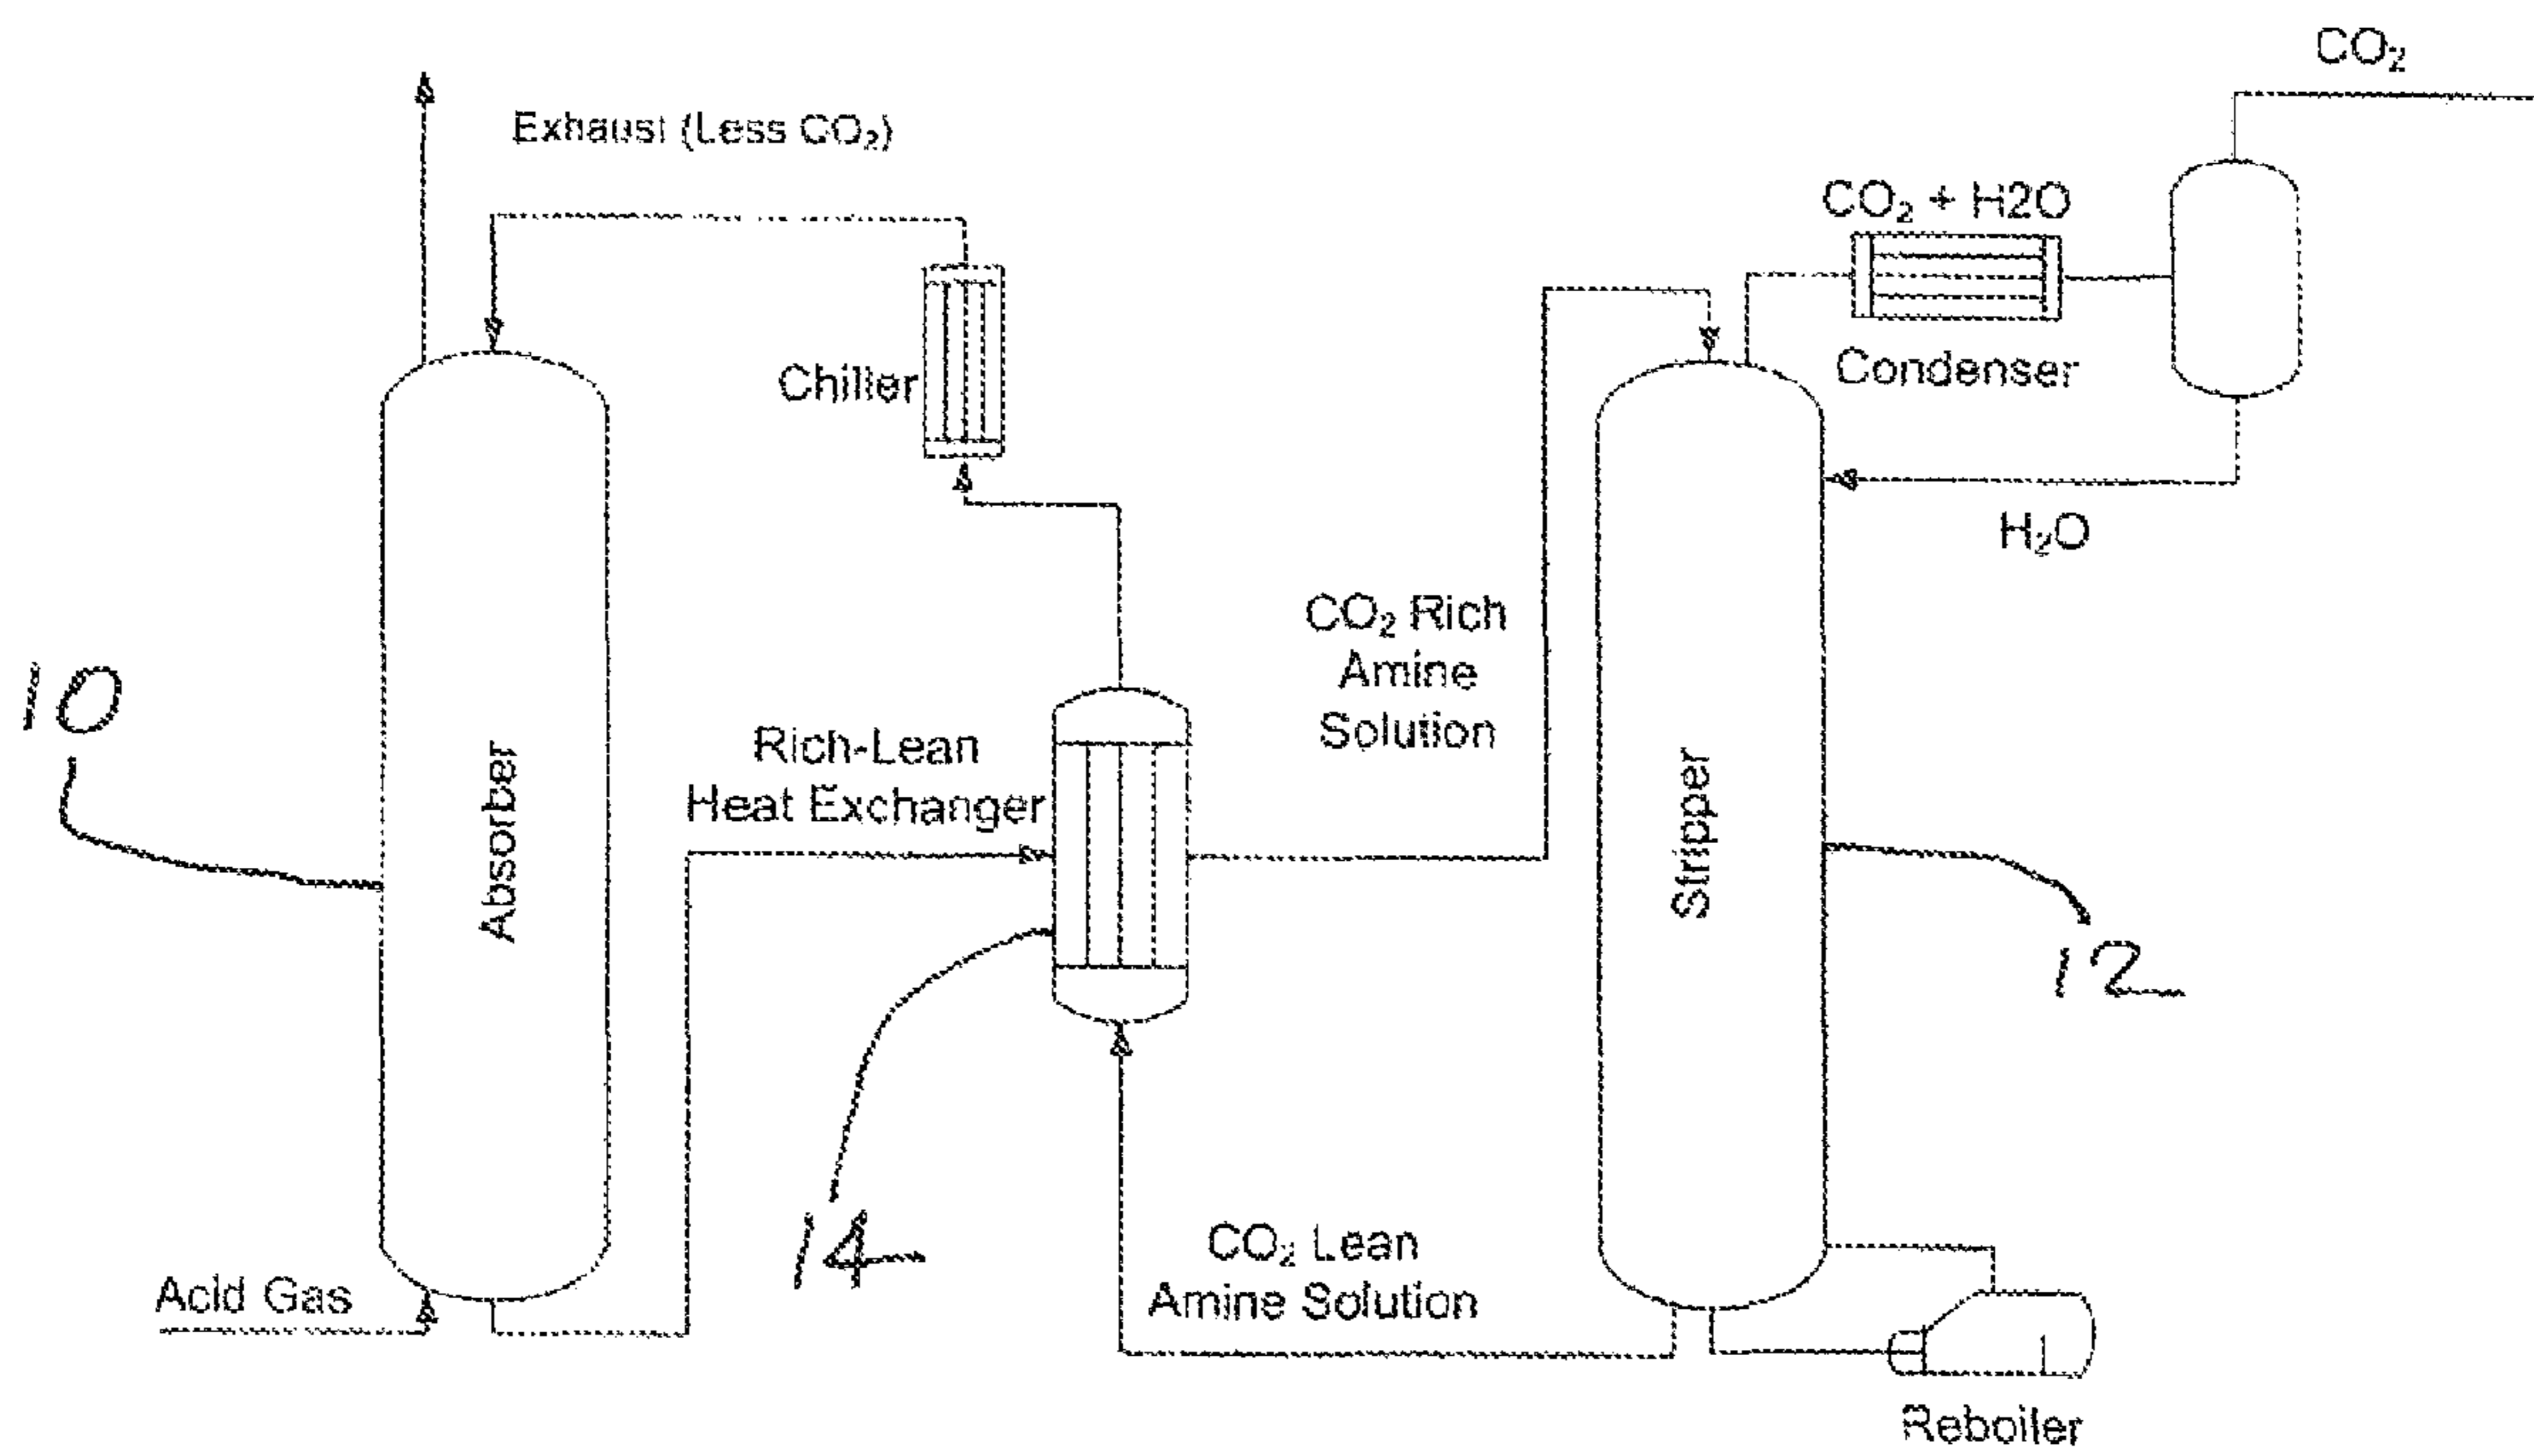 CO₂
Exhaust (Less CO₂)
CO₂ + H2O
Chiller
Condenser
H₂O
CO₂ Rich
Amine
Solution
10
Absorber
Rich-Lean
Heat Exchanger
Stripper
12
14
CO₂ Lean
Amine Solution
Acid Gas
Reboiler